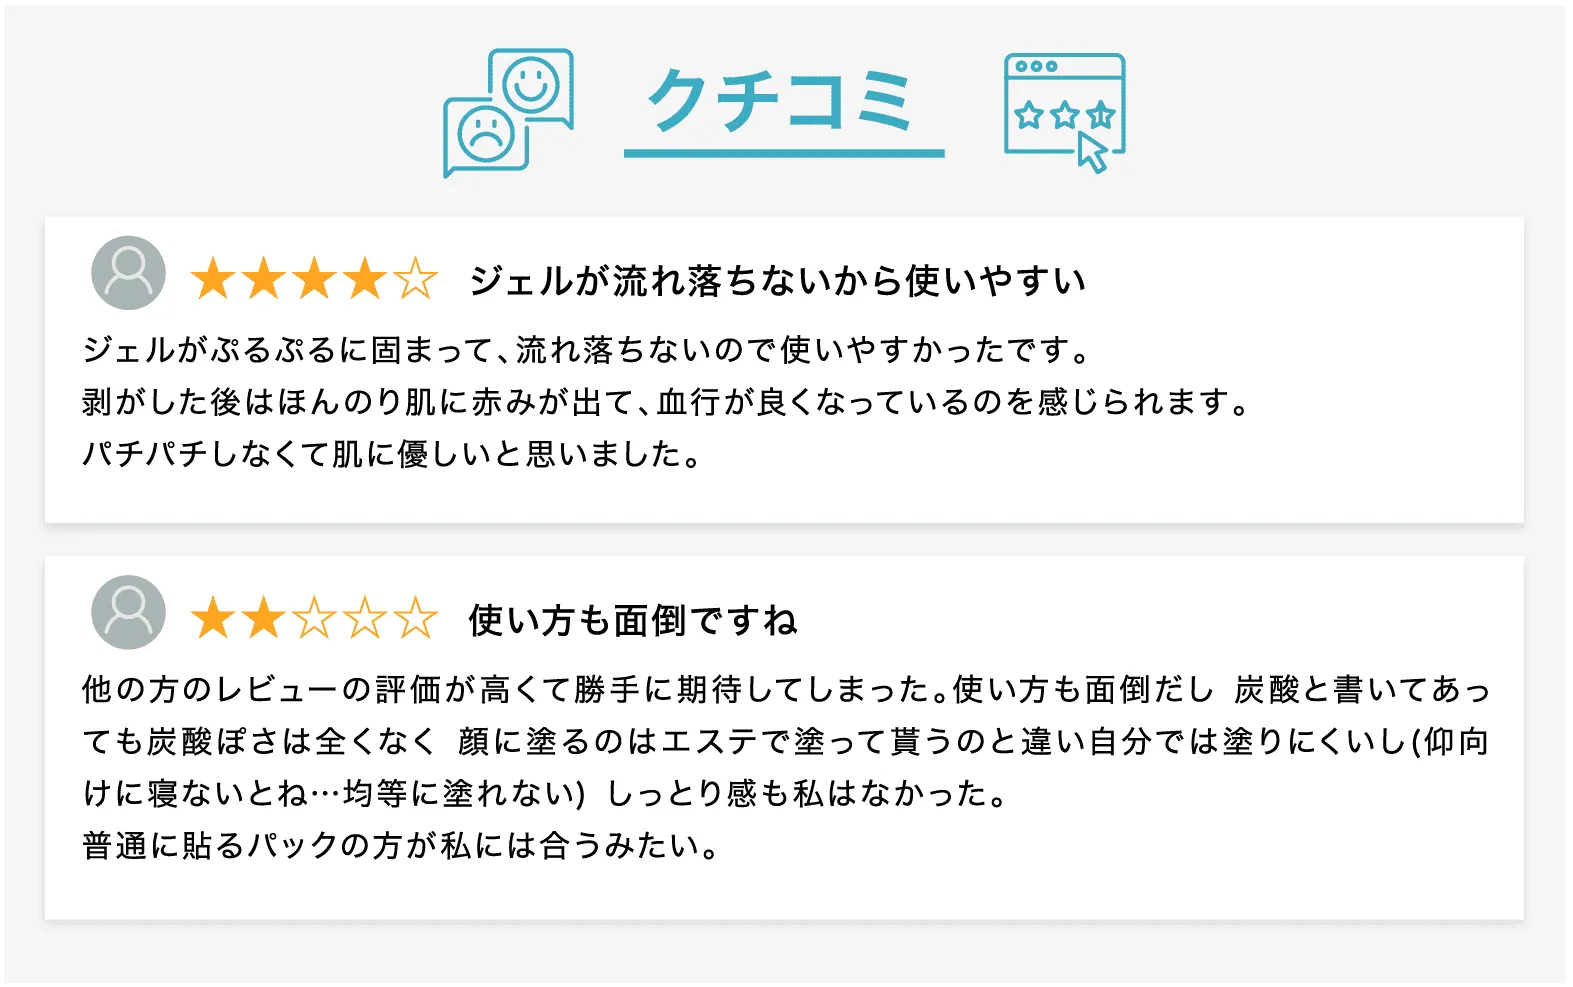 クチコミ
★★★★☆ ジェルが流れ落ちないから使いやすい
ジェルがぷるぷるに固まって、流れ落ちないので使いやすかったです。
剥がした後はほんのり肌に赤みが出て、血行が良くなっているのを感じられます。
パチパチしなくて肌に優しいと思いました。
★★☆☆☆ 使い方も面倒ですね
他の方のレビューの評価が高くて勝手に期待してしまった。使い方も面倒だし 炭酸と書いてあっ
ても炭酸ぽさは全くなく 顔に塗るのはエステで塗って貰うのと違い自分では塗りにくいし(仰向
けに寝ないとね…均等に塗れない) しっとり感も私はなかった。
普通に貼るパックの方が私には合うみたい。